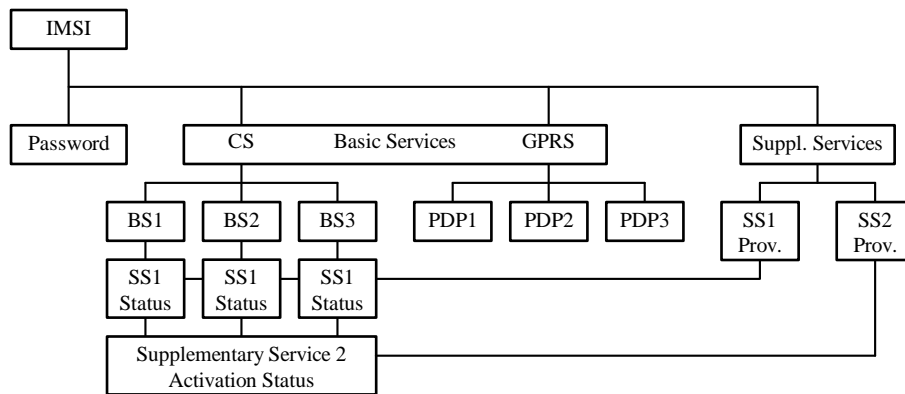 IMSI
Password
CS Basic Services GPRS
Suppl. Services
BS1
BS2
BS3
PDP1
PDP2
PDP3
SS1
Prov.
SS2
Prov.
SS1
Status
SS1
Status
SS1
Status
Supplementary Service 2
Activation Status